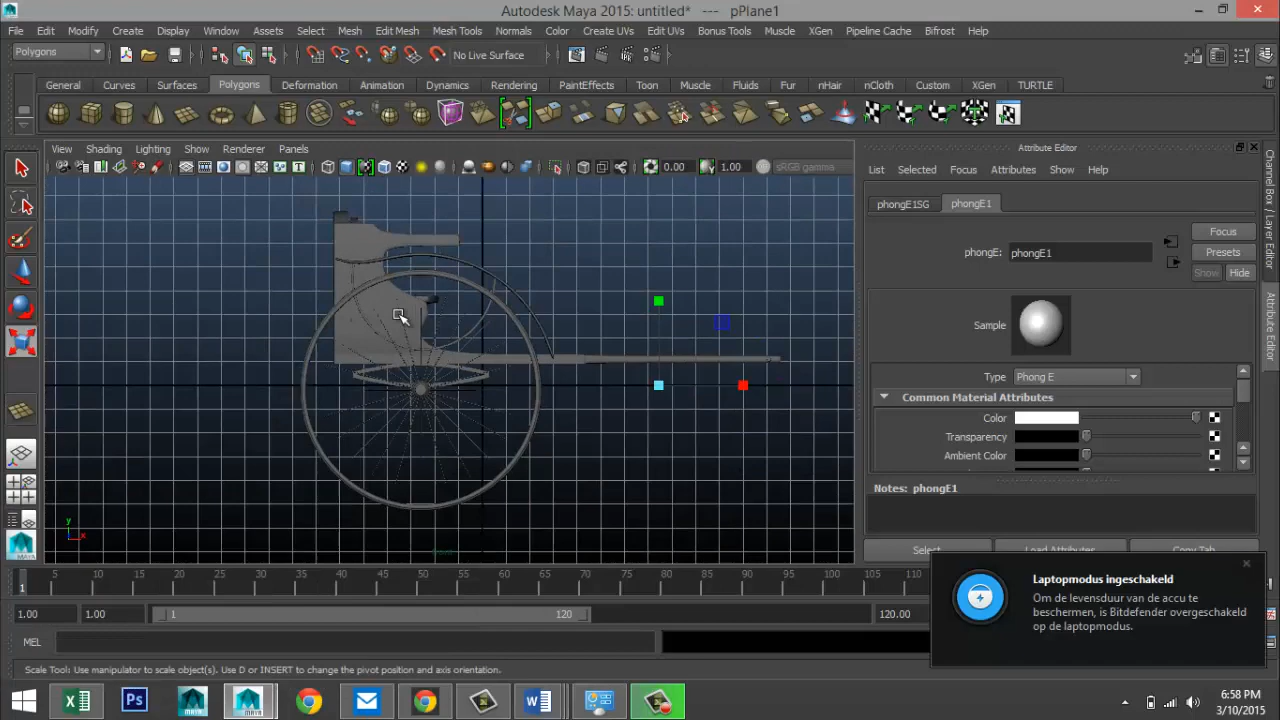 Autodesk Maya 2015: untitled* --- pPlane1
File Edit Modify Create Display Window Assets Select Mesh Edit Mesh Mesh Tools Normals Color Create UVs Edit UVs Bonus Tools Muscle XGen Pipeline Cache Bifrost Help
Polygons No Live Surface
General Curves Surfaces Polygons Deformation Animation Dynamics Rendering PaintEffects Toon Muscle Fluids Fur nHair nCloth Custom XGen TURTLE
View Shading Lighting Show Renderer Panels
0.00 1.00 sRGB gamma
Attribute Editor
List Selected Focus Attributes Show Help
phongE1SG phongE1
Focus
phongE: phongE1
Presets
Show Hide
Sample
Type Phong E
Common Material Attributes
Color
Transparency
Ambient Color
Notes: phongE1
Select Load Attributes Copy Tab
Channel Box / Layer Editor
Attribute Editor
y
x
5 10 15 20 25 30 35 40 45 50 55 60 65 70 75 80 85 90 95 100 105 110
1
1.00 1.00 1 120 120.00
MEL
Scale Tool: Use manipulator to scale object(s). Use D or INSERT to change the pivot position and axis orientation.
Laptopmodus ingeschakeld
Om de levensduur van de accu te
beschermen, is Bitdefender overgeschakeld
op de laptopmodus.
Ps
6:58 PM
3/10/2015